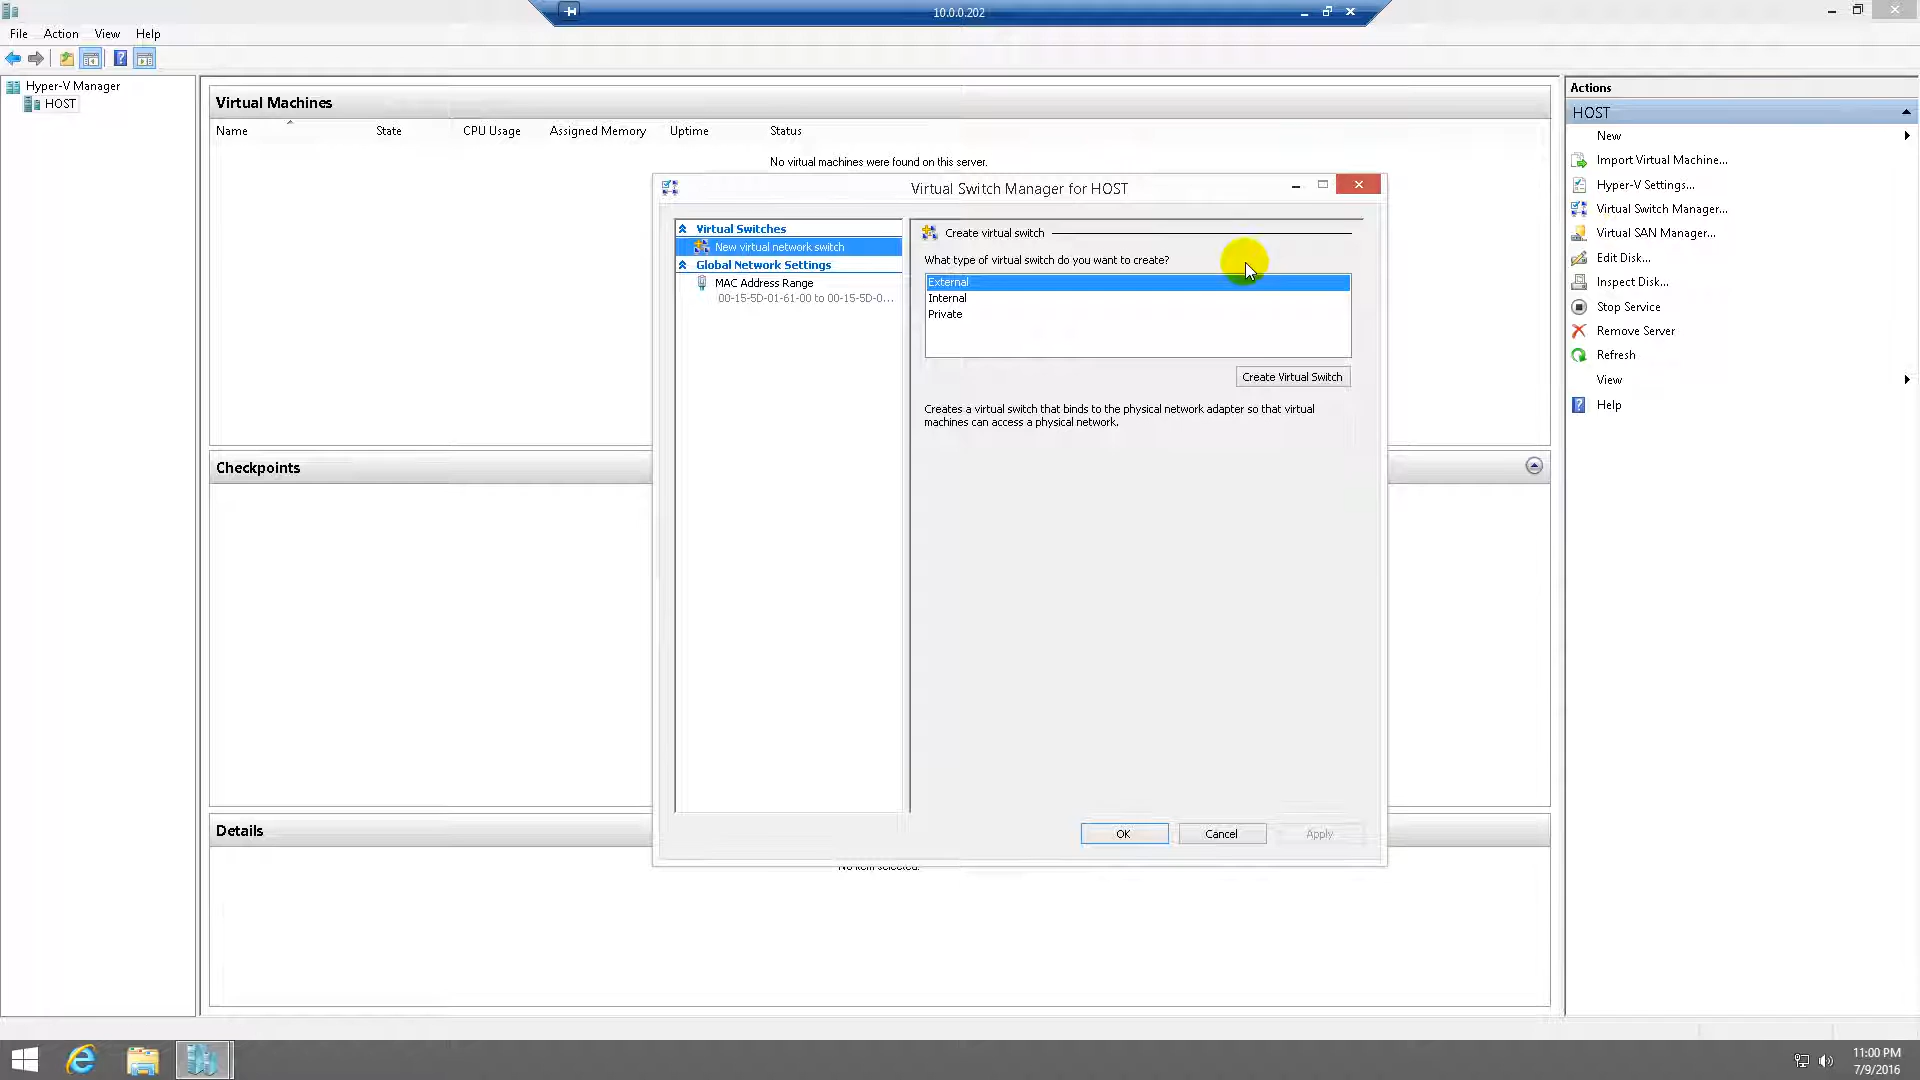 10.0.0.202
File Action View Help
Hyper-V Manager
HOST
Virtual Machines
Name State CPU Usage Assigned Memory Uptime Status
No virtual machines were found on this server.
Virtual Switch Manager for HOST
Virtual Switches
New virtual network switch
Global Network Settings
MAC Address Range
00-15-5D-01-61-00 to 00-15-5D-0...
Create virtual switch
What type of virtual switch do you want to create?
External
Internal
Private
Create Virtual Switch
Creates a virtual switch that binds to the physical network adapter so that virtual
machines can access a physical network.
OK Cancel Apply
Checkpoints
Details
No item selected.
Actions
HOST
New
Import Virtual Machine...
Hyper-V Settings...
Virtual Switch Manager...
Virtual SAN Manager...
Edit Disk...
Inspect Disk...
Stop Service
Remove Server
Refresh
View
Help
11:00 PM
7/9/2016